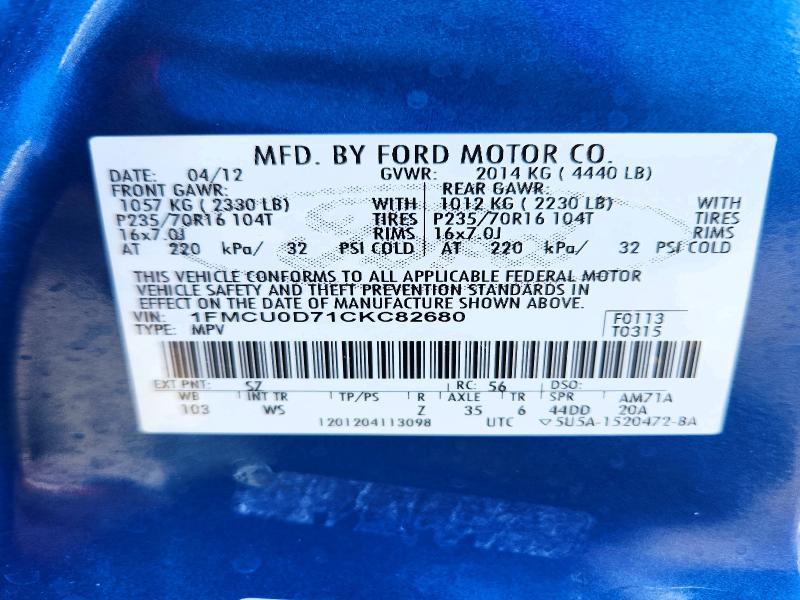 MFD. BY FORD MOTOR CO.
DATE: 04/12 GVWR: 2014 KG ( 4440 LB)
FRONT GAWR: REAR GAWR:
1057 KG ( 2330 LB) WITH 1012 KG ( 2230 LB) WITH
P235/70R16 104T TIRES P235/70R16 104T TIRES
16x7.0J RIMS 16x7.0J RIMS
AT 220 kPa/ 32 PSI COLD AT 220 kPa/ 32 PSI COLD
THIS VEHICLE CONFORMS TO ALL APPLICABLE FEDERAL MOTOR
VEHICLE SAFETY AND THEFT PREVENTION STANDARDS IN
EFFECT ON THE DATE OF MANUFACTURE SHOWN ABOVE.
VIN: 1FMCU0D71CKC82680 F0113
TYPE: MPV T0315
EXT PNT: SZ RC: 56 DSO:
WB INT TR TP/PS R AXLE TR SPR AM71A
103 WS Z 35 6 44DD 20A
1201204113098 UTC ▽5U5A-1520472-BA